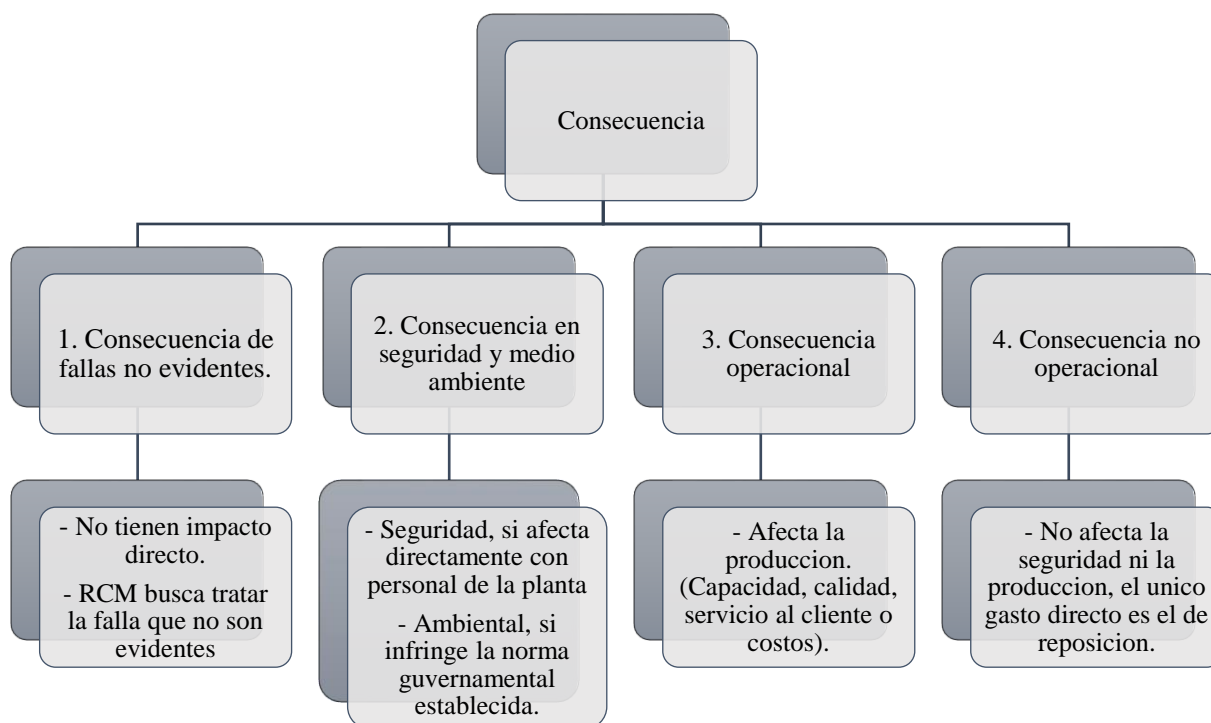 Consecuencia
1. Consecuencia de
fallas no evidentes.
2. Consecuencia en
seguridad y medio
ambiente
3. Consecuencia
operacional
4. Consecuencia no
operacional
- No tienen impacto
directo.
- RCM busca tratar
la falla que no son
evidentes
- Seguridad, si afecta
directamente con
personal de la planta
- Ambiental, si
infringe la norma
guvernamental
establecida.
- Afecta la
produccion.
(Capacidad, calidad,
servicio al cliente o
costos).
- No afecta la
seguridad ni la
produccion, el unico
gasto directo es el de
reposicion.